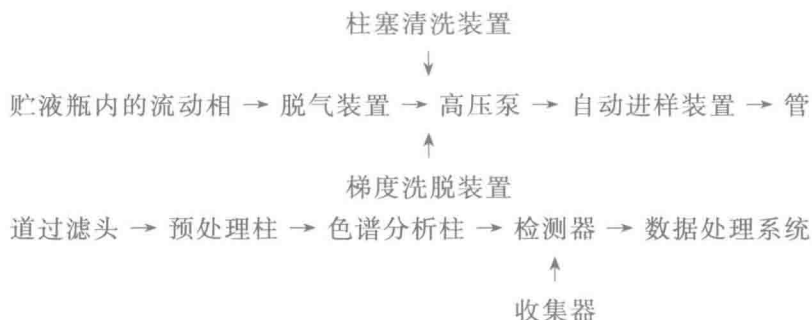 柱塞清洗装置
↓
贮液瓶内的流动相 → 脱气装置 → 高压泵 → 自动进样装置 → 管
↑
梯度洗脱装置
道过滤头 → 预处理柱 → 色谱分析柱 → 检测器 → 数据处理系统
↑
收集器